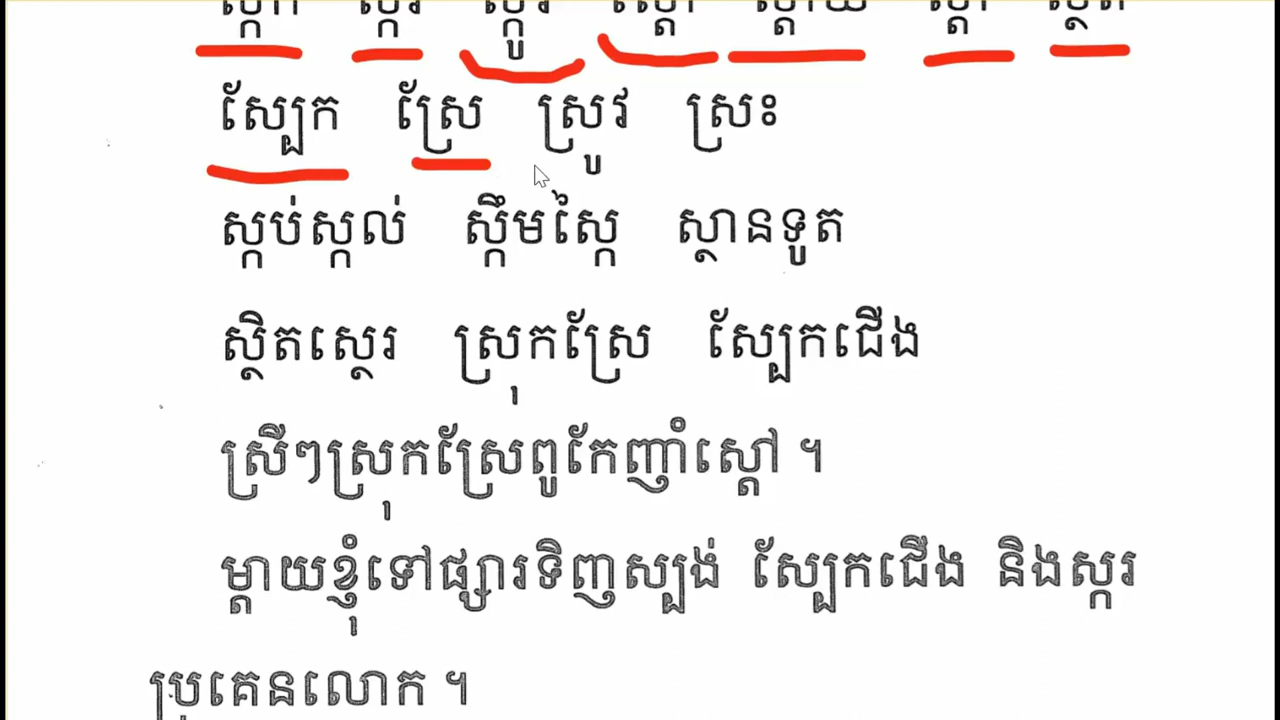 ស្បែក ស្រែ ស្រូវ ស្រះ
ស្កប់ស្កល់ ស្កឹមស្កៃ ស្ថានទូត
ស្ថិតស្ថេរ ស្រុកស្រែ ស្បែកជើង
ស្រីៗស្រុកស្រែពូកែញ៉ាំស្ដៅ ។
ម្ដាយខ្ញុំទៅផ្សារទិញស្បង់ ស្បែកជើង និងស្ករ
ប្រគេនលោក ។